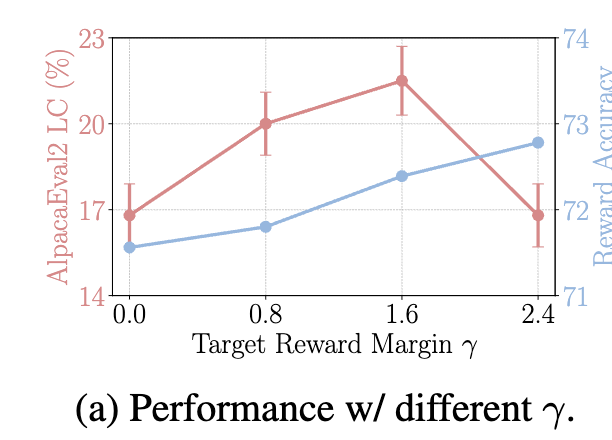 AlpacaEval2 LC (%)
23
20
17
14
74
73
72
71
Reward Accuracy
0.0 0.8 1.6 2.4
Target Reward Margin γ
(a) Performance w/ different γ.